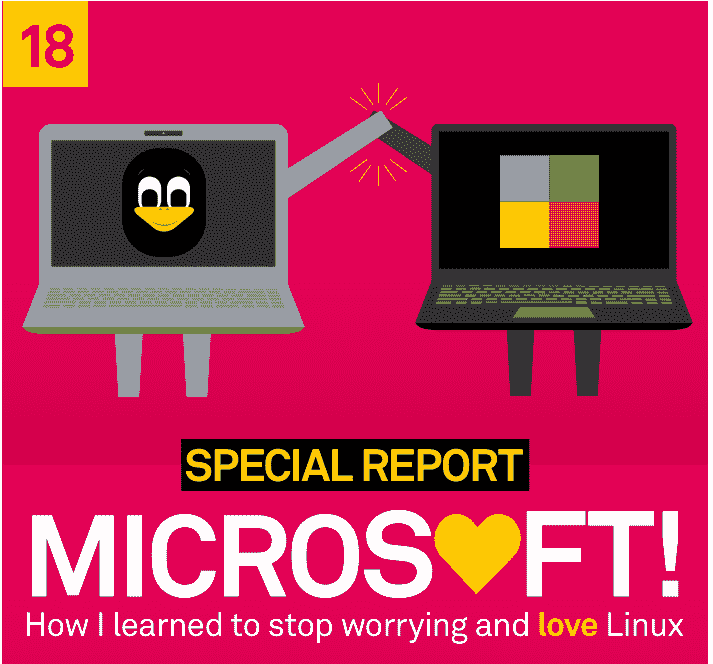 18
SPECIAL REPORT
MICROS♥FT!
How I learned to stop worrying and love Linux